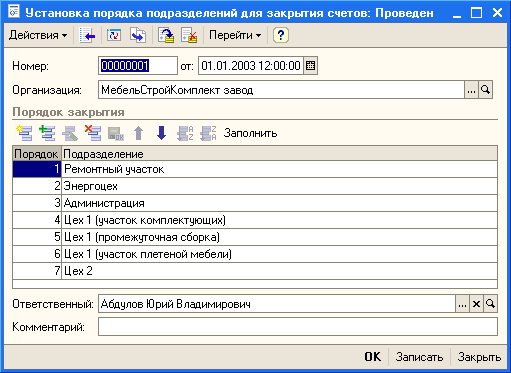 Установка порядка подразделений для закрытия счетов: Проведен
Действия Перейти ?
Номер: 00000001 от: 01.01.2003 12:00:00
Организация: МебельСтройКомплект завод ...
Порядок закрытия
Заполнить
Порядок Подразделение
1 Ремонтный участок
2 Энергоцех
3 Администрация
4 Цех 1 (участок комплектующих)
5 Цех 1 (промежуточная сборка)
6 Цех 1 (участок плетеной мебели)
7 Цех 2
Ответственный: Абдулов Юрий Владимирович ...
Комментарий:
OK Записать Закрыть